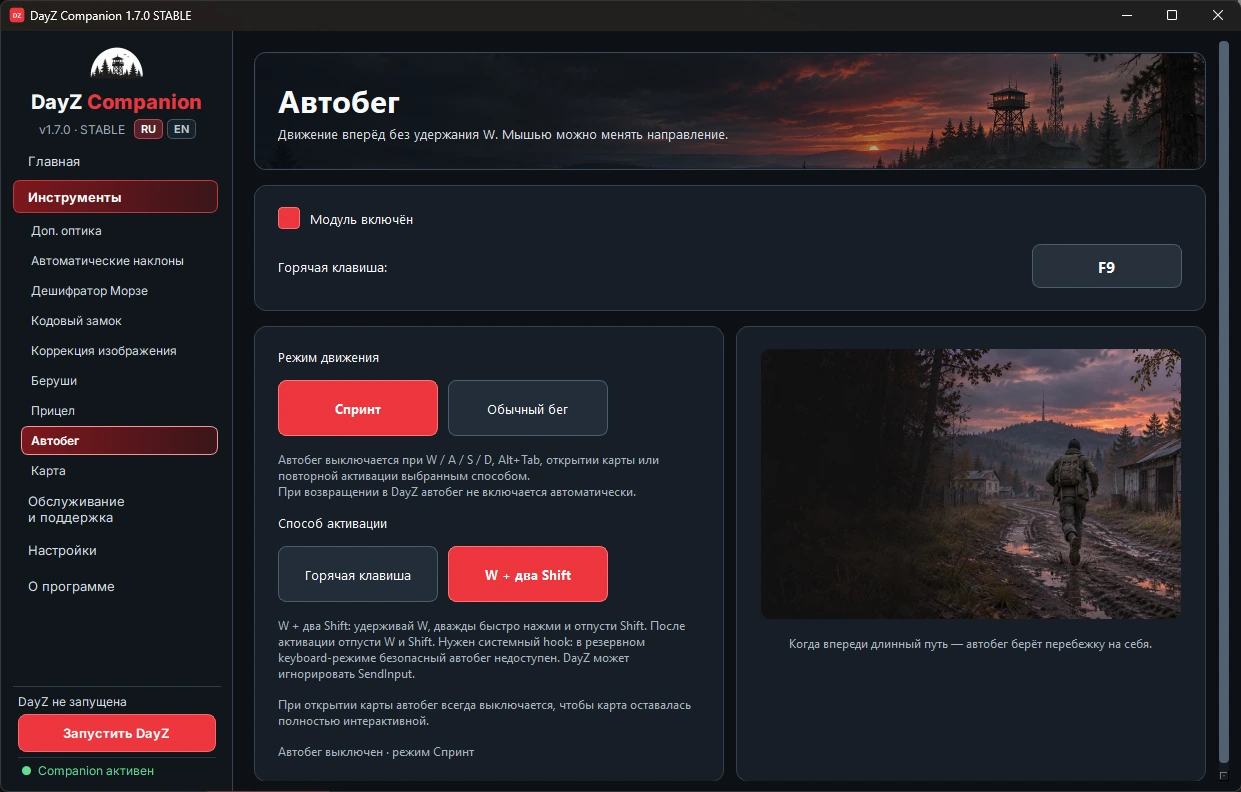 DZ DayZ Companion 1.7.0 STABLE
DayZ Companion
v1.7.0 · STABLE RU EN
Главная
Инструменты
Доп. оптика
Автоматические наклоны
Дешифратор Морзе
Кодовый замок
Коррекция изображения
Беруши
Прицел
Автобег
Карта
Обслуживание
и поддержка
Настройки
О программе
DayZ не запущена
Запустить DayZ
Companion активен
Автобег
Движение вперёд без удержания W. Мышью можно менять направление.
Модуль включён
Горячая клавиша:
F9
Режим движения
Спринт
Обычный бег
Автобег выключается при W / A / S / D, Alt+Tab, открытии карты или
повторной активации выбранным способом.
При возвращении в DayZ автобег не включается автоматически.
Способ активации
Горячая клавиша
W + два Shift
W + два Shift: удерживай W, дважды быстро нажми и отпусти Shift. После
активации отпусти W и Shift. Нужен системный hook: в резервном
keyboard-режиме безопасный автобег недоступен. DayZ может
игнорировать SendInput.
При открытии карты автобег всегда выключается, чтобы карта оставалась
полностью интерактивной.
Автобег выключен · режим Спринт
Когда впереди длинный путь — автобег берёт перебежку на себя.